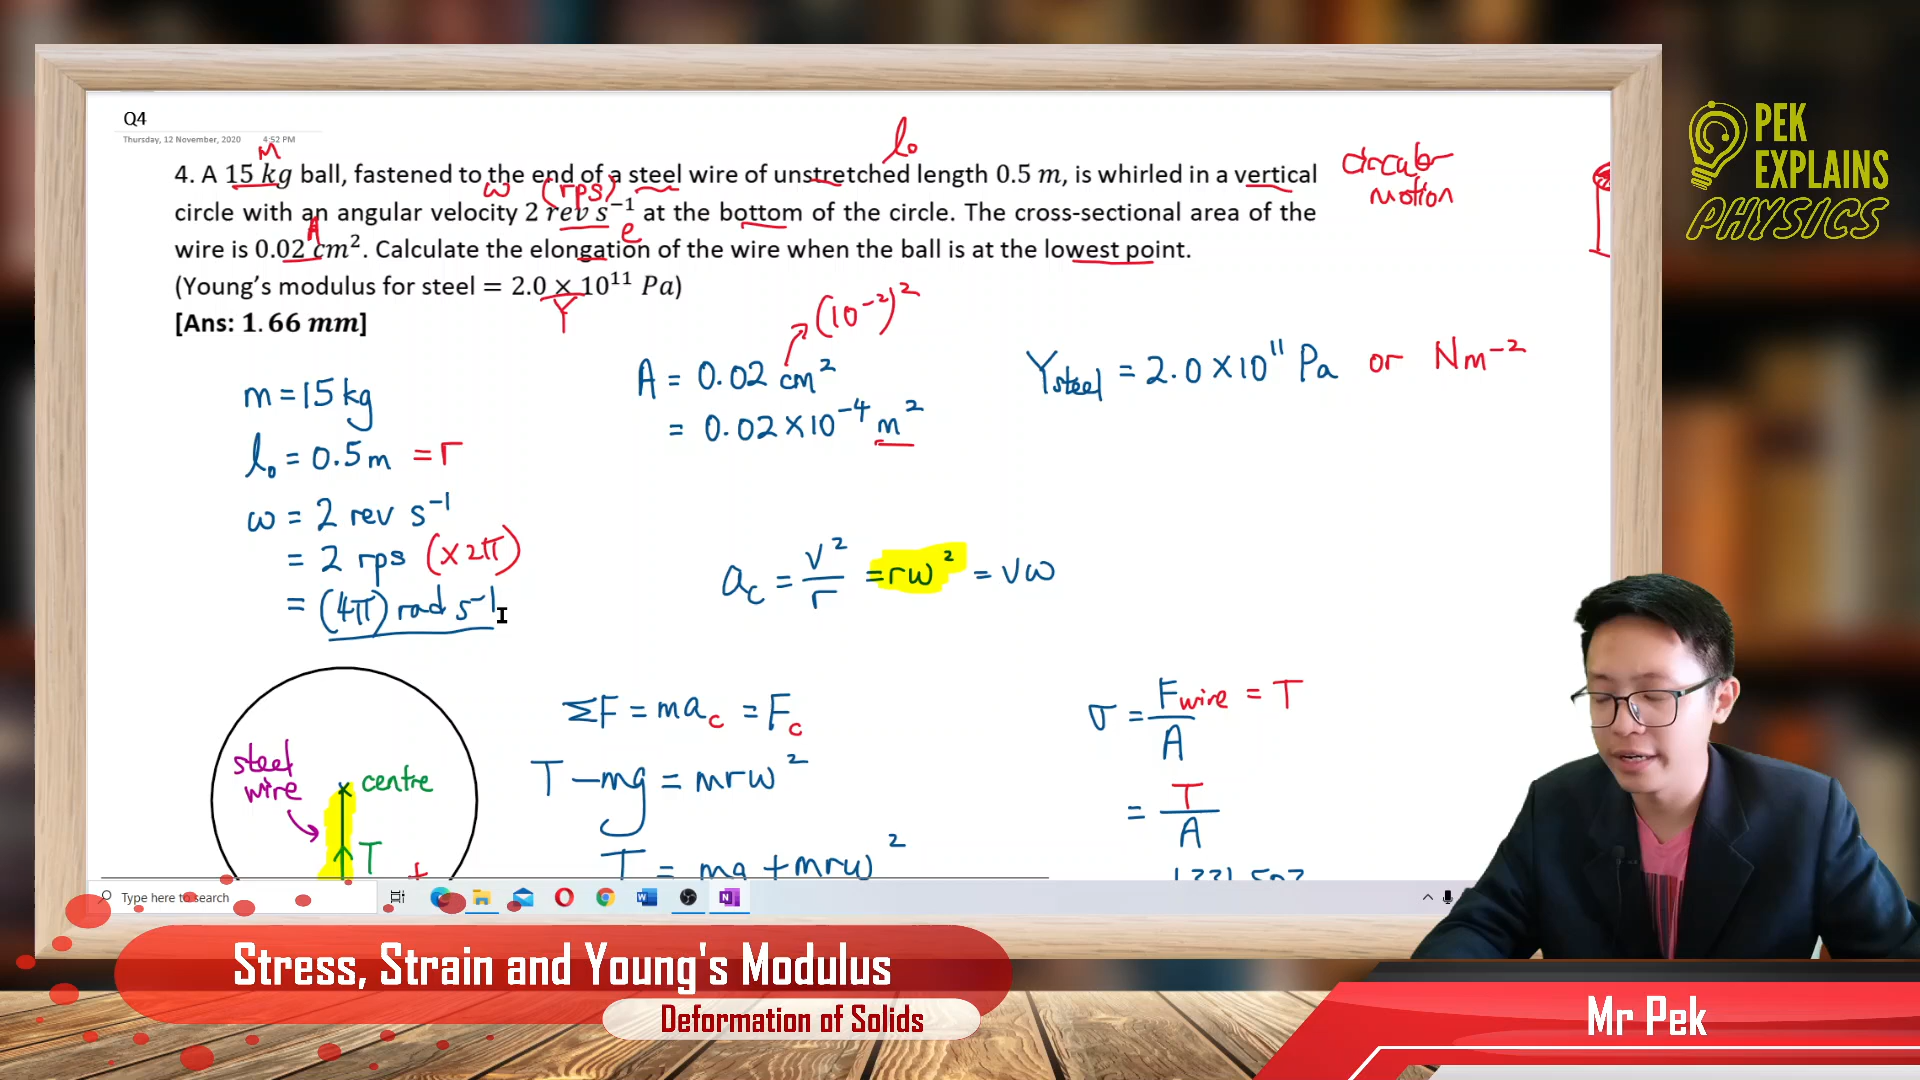 Q4
Thursday, 12 November, 2020 4:52 PM
M
l₀
4. A 15 kg ball, fastened to the end of a steel wire of unstretched length 0.5 m, is whirled in a vertical
circular
motion
ω (rps)
circle with an angular velocity 2 rev s⁻¹ at the bottom of the circle. The cross-sectional area of the
A
e
wire is 0.02 cm². Calculate the elongation of the wire when the ball is at the lowest point.
(Young's modulus for steel = 2.0 × 10¹¹ Pa)
Y
[Ans: 1.66 mm]
m = 15 kg
l₀ = 0.5 m = r
ω = 2 rev s⁻¹
= 2 rps (×2π)
= (4π) rad s⁻¹
(10⁻²)²
A = 0.02 cm²
= 0.02 × 10⁻⁴ m²
Ysteel = 2.0 × 10¹¹ Pa or Nm⁻²
a_c = v²/r = rω² = vω
steel
wire
centre
T
+
ΣF = ma_c = F_c
T − mg = mrω²
T = mg + mrω²
σ = Fwire = T
A
= T
A
Type here to search
PEK
EXPLAINS
PHYSICS
Stress, Strain and Young's Modulus
Deformation of Solids
Mr Pek